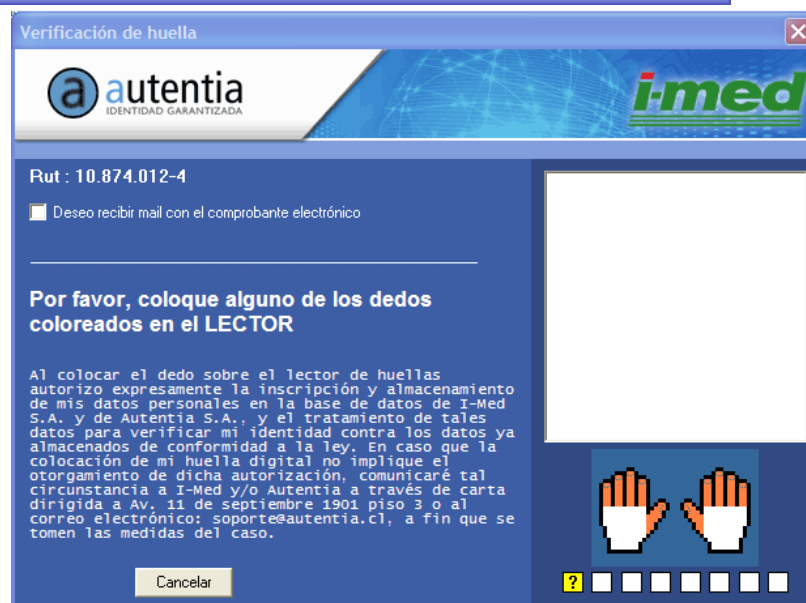 Verificación de huella
a autentia
IDENTIDAD GARANTIZADA
i-med
Rut : 10.874.012-4
Deseo recibir mail con el comprobante electrónico
Por favor, coloque alguno de los dedos
coloreados en el LECTOR
Al colocar el dedo sobre el lector de huellas
autorizo expresamente la inscripción y almacenamiento
de mis datos personales en la base de datos de I-Med
S.A. y de Autentia S.A., y el tratamiento de tales
datos para verificar mi identidad contra los datos ya
almacenados de conformidad a la ley. En caso que la
colocación de mi huella digital no implique el
otorgamiento de dicha autorización, comunicaré tal
circunstancia a I-Med y/o Autentia a través de carta
dirigida a Av. 11 de septiembre 1901 piso 3 o al
correo electrónico: soporte@autentia.cl, a fin que se
tomen las medidas del caso.
Cancelar
?